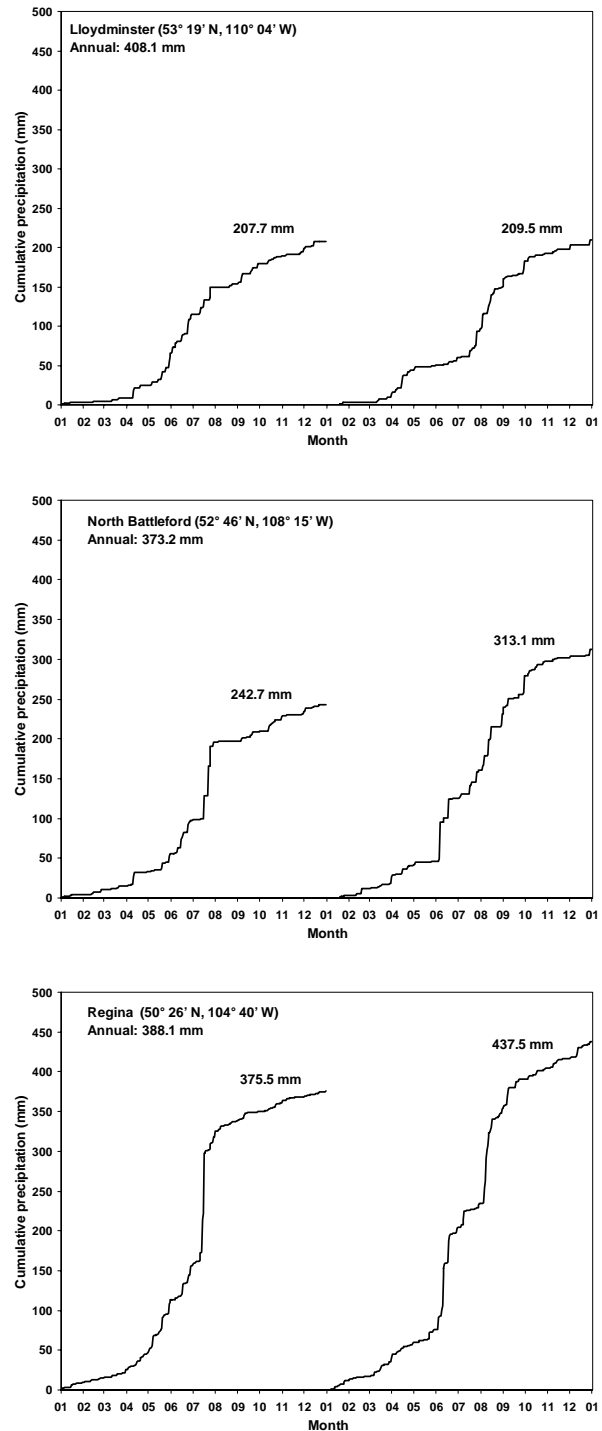 500
450
400
350
300
250
200
150
100
50
0
Cumulative precipitation (mm)
Lloydminster (53° 19' N, 110° 04' W)
Annual: 408.1 mm
207.7 mm
209.5 mm
01 02 03 04 05 06 07 08 09 10 11 12 01 02 03 04 05 06 07 08 09 10 11 12 01
Month
500
450
400
350
300
250
200
150
100
50
0
Cumulative precipitation (mm)
North Battleford (52° 46' N, 108° 15' W)
Annual: 373.2 mm
242.7 mm
313.1 mm
01 02 03 04 05 06 07 08 09 10 11 12 01 02 03 04 05 06 07 08 09 10 11 12 01
Month
500
450
400
350
300
250
200
150
100
50
0
Cumulative precipitation (mm)
Regina (50° 26' N, 104° 40' W)
Annual: 388.1 mm
375.5 mm
437.5 mm
01 02 03 04 05 06 07 08 09 10 11 12 01 02 03 04 05 06 07 08 09 10 11 12 01
Month